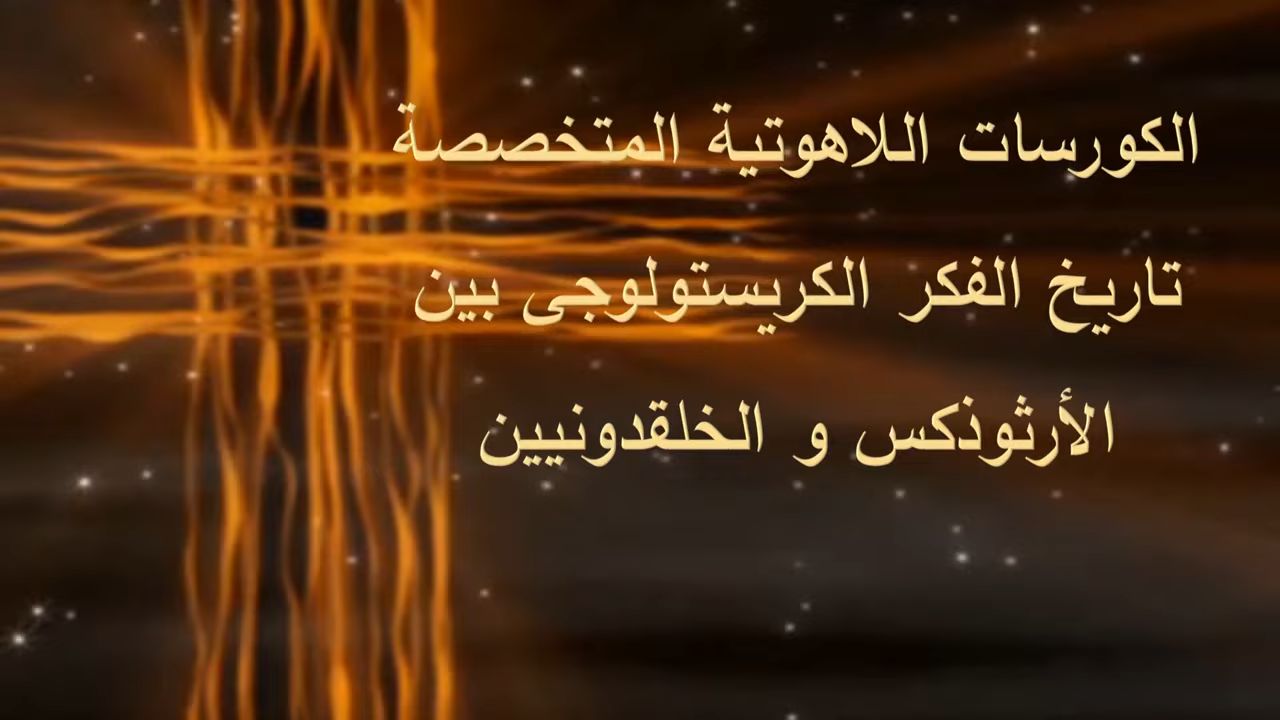 الكورسات اللاهوتية المتخصصة
تاريخ الفكر الكريستولوجى بين
الأرثوذكس و الخلقدونيين